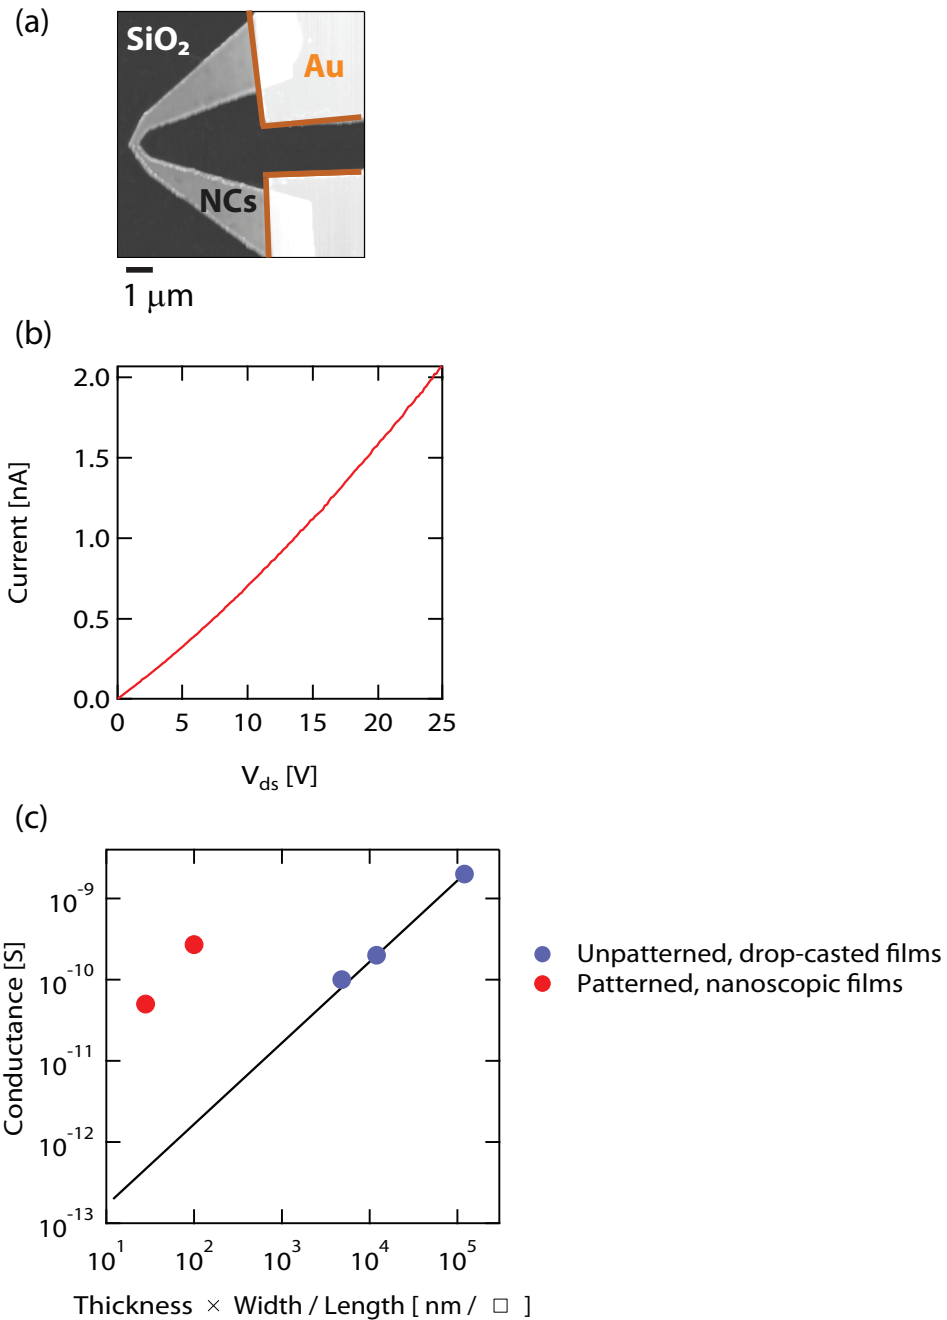 (a)
SiO₂
Au
NCs
1 μm
(b)
Current [nA]
2.0
1.5
1.0
0.5
0.0
0 5 10 15 20 25
V_ds [V]
(c)
Conductance [S]
10⁻⁹
10⁻¹⁰
10⁻¹¹
10⁻¹²
10⁻¹³
10¹ 10² 10³ 10⁴ 10⁵
Thickness × Width / Length [ nm / □ ]
Unpatterned, drop-casted films
Patterned, nanoscopic films